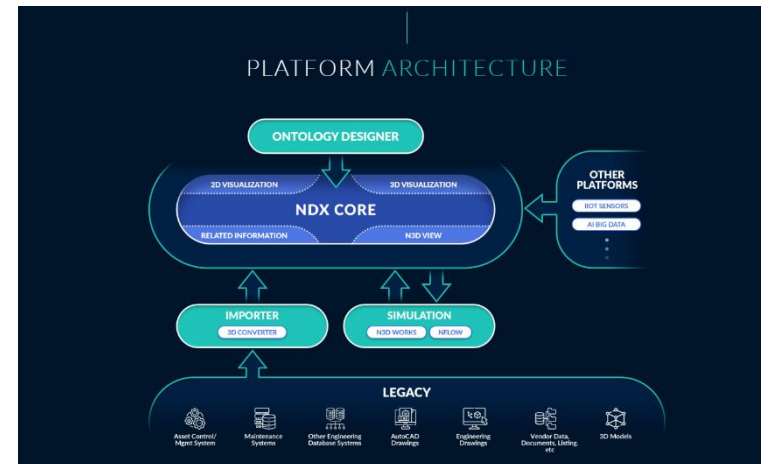 PLATFORM ARCHITECTURE
ONTOLOGY DESIGNER
2D VISUALIZATION
3D VISUALIZATION
NDX CORE
RELATED INFORMATION
N3D VIEW
OTHER
PLATFORMS
IIOT SENSORS
AI BIG DATA
IMPORTER
3D CONVERTER
SIMULATION
N3D WORKS
NFLOW
LEGACY
Asset Control/
Mgmt System
Maintenance
Systems
Other Engineering
Database Systems
AutoCAD
Drawings
Engineering
Drawings
Vendor Data,
Documents, Listing,
etc
3D Models